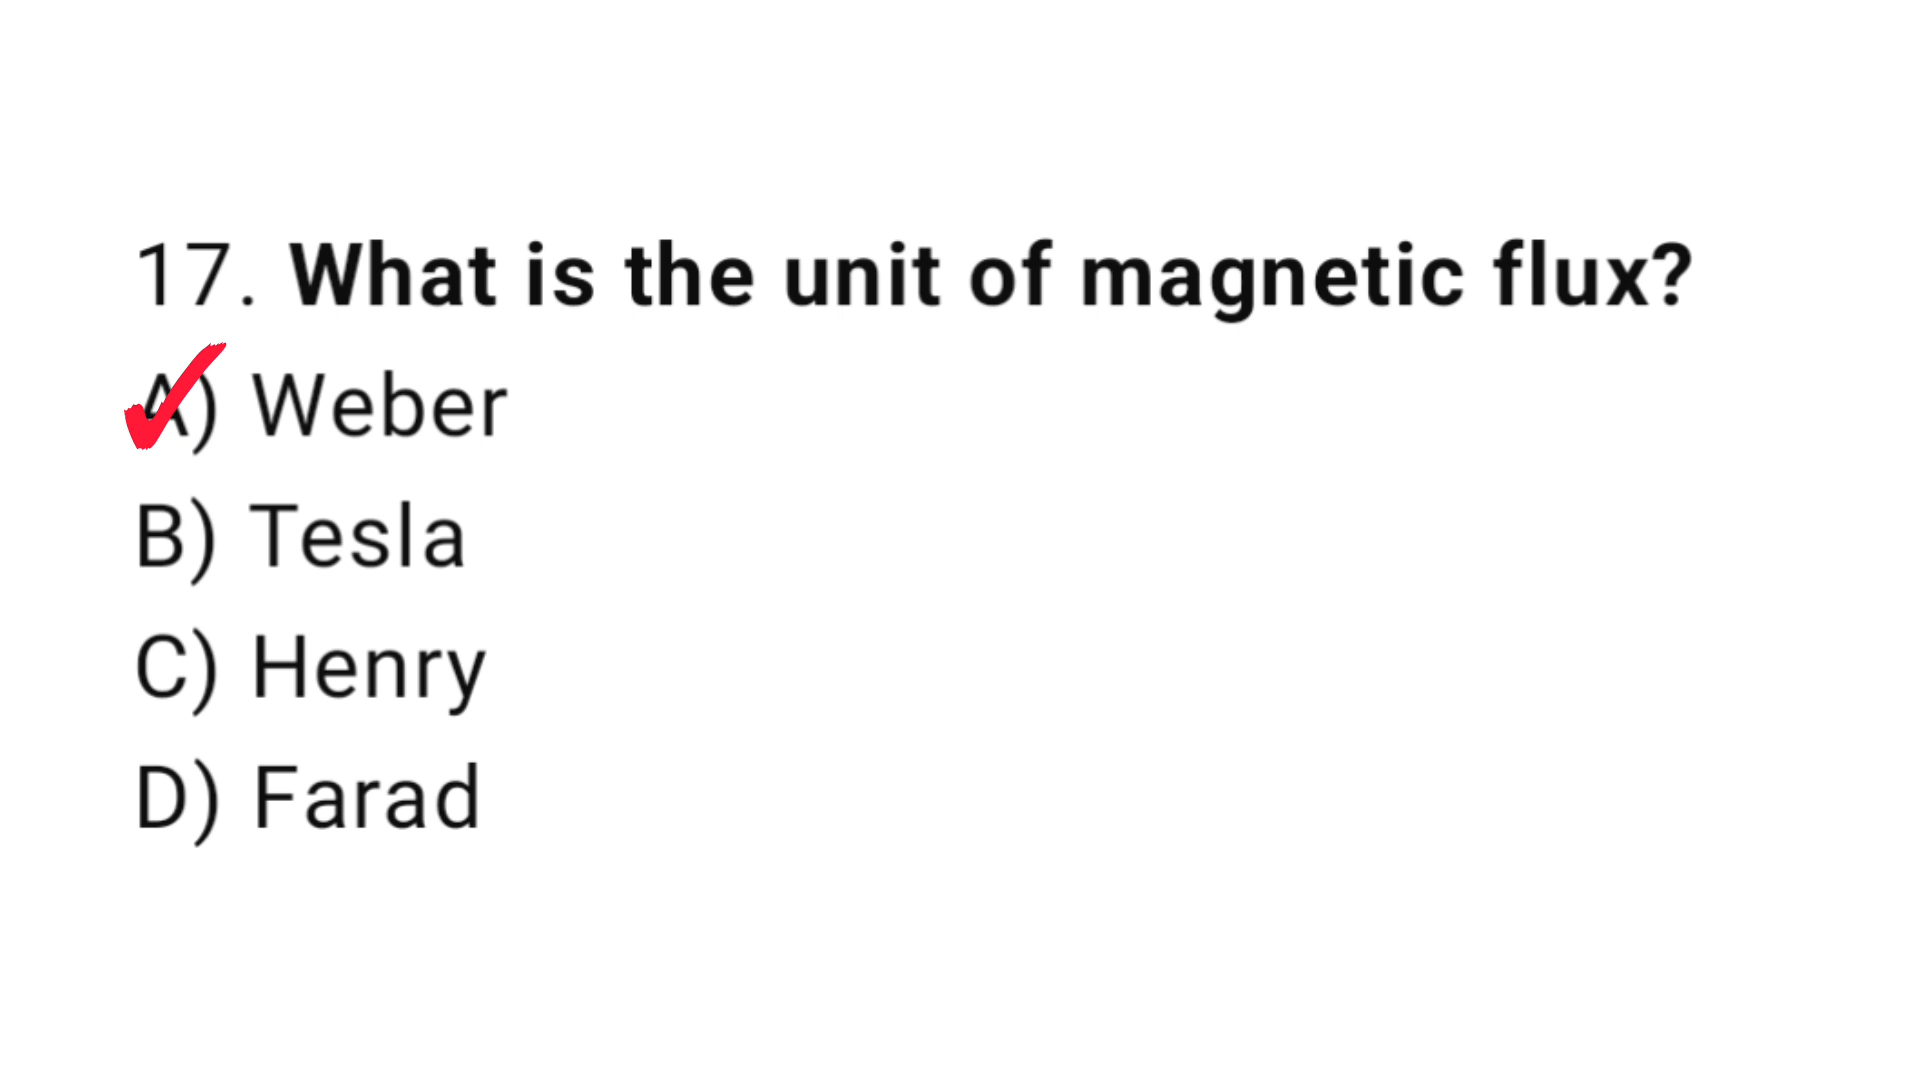 17. What is the unit of magnetic flux?
A) Weber
B) Tesla
C) Henry
D) Farad